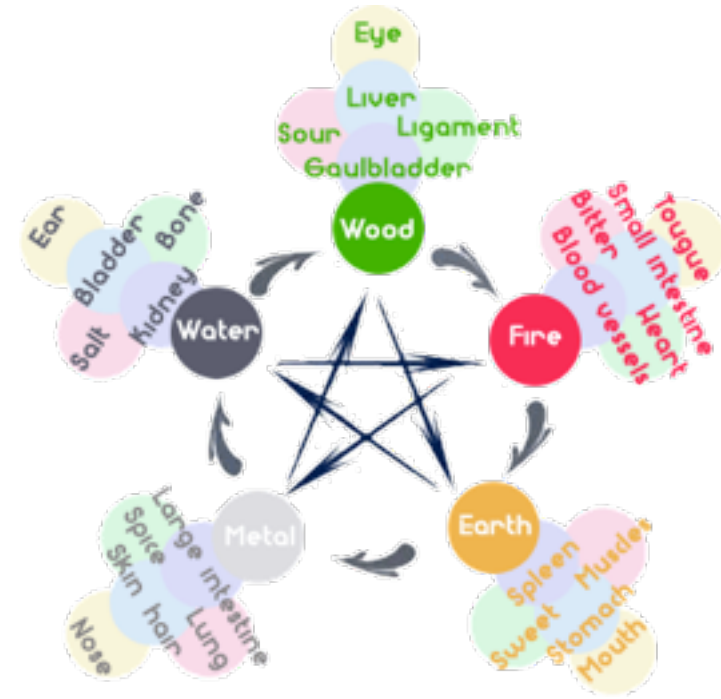 Eye
Liver
Sour
Ligament
Gaulbladder
Wood
Ear
Bladder
Bone
Salt
Kidney
Water
Bitter
Small intestine
Tougue
Blood vessels
Heart
Fire
Large intestine
Spice
Skin hair
Lung
Nose
Metal
Earth
Spleen
Muscles
Sweet
Stomach
Mouth